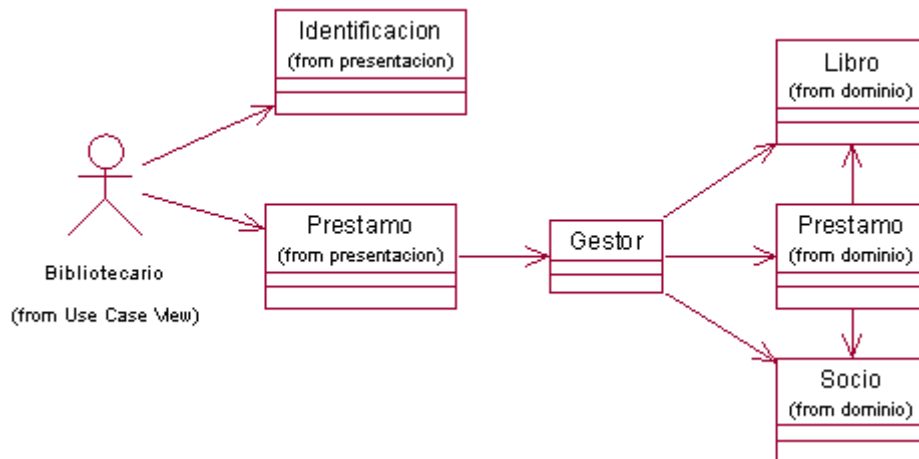 Identificacion
(from presentacion)
Libro
(from dominio)
Prestamo
(from presentacion)
Gestor
Prestamo
(from dominio)
Bibliotecario
(from Use Case View)
Socio
(from dominio)